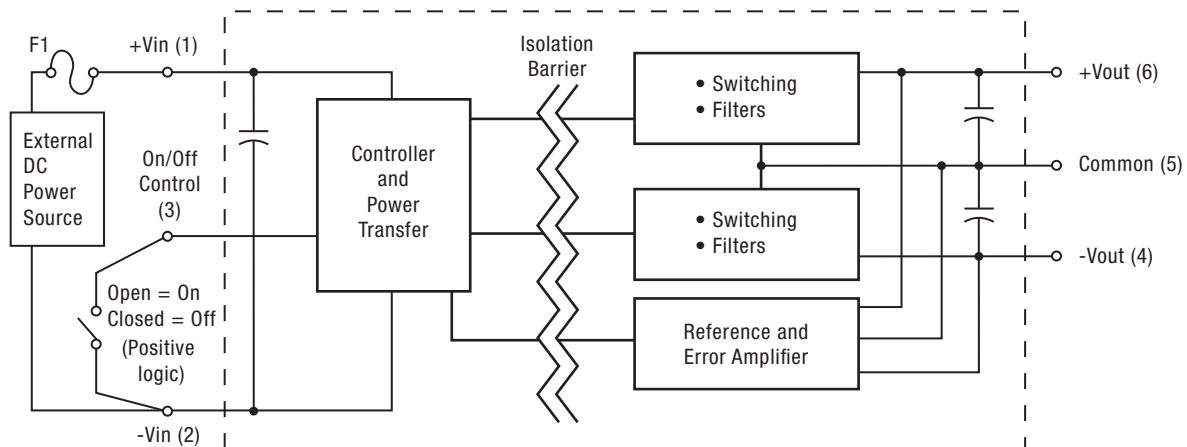 F1
+Vin (1)
External
DC
Power
Source
On/Off
Control
(3)
Open = On
Closed = Off
(Positive
logic)
-Vin (2)
Controller
and
Power
Transfer
Isolation
Barrier
• Switching
• Filters
• Switching
• Filters
Reference and
Error Amplifier
+Vout (6)
Common (5)
-Vout (4)